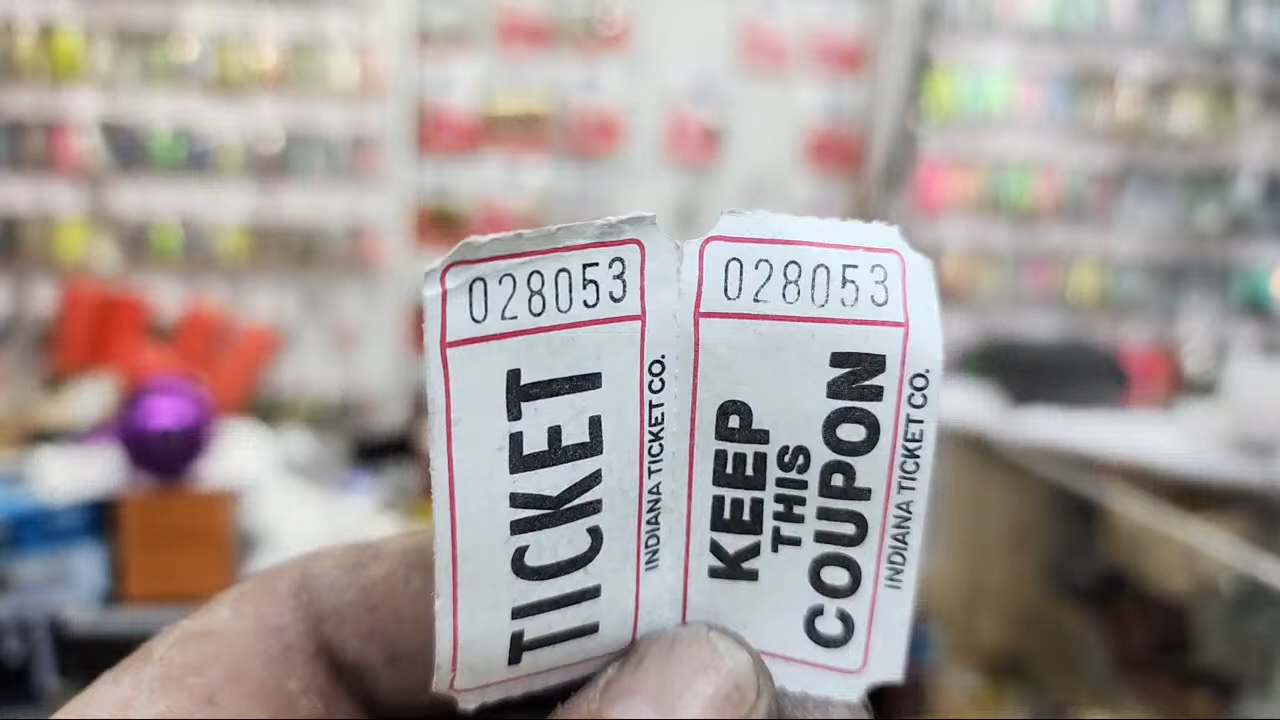 028053
TICKET
INDIANA TICKET CO.
028053
KEEP
THIS
COUPON
INDIANA TICKET CO.